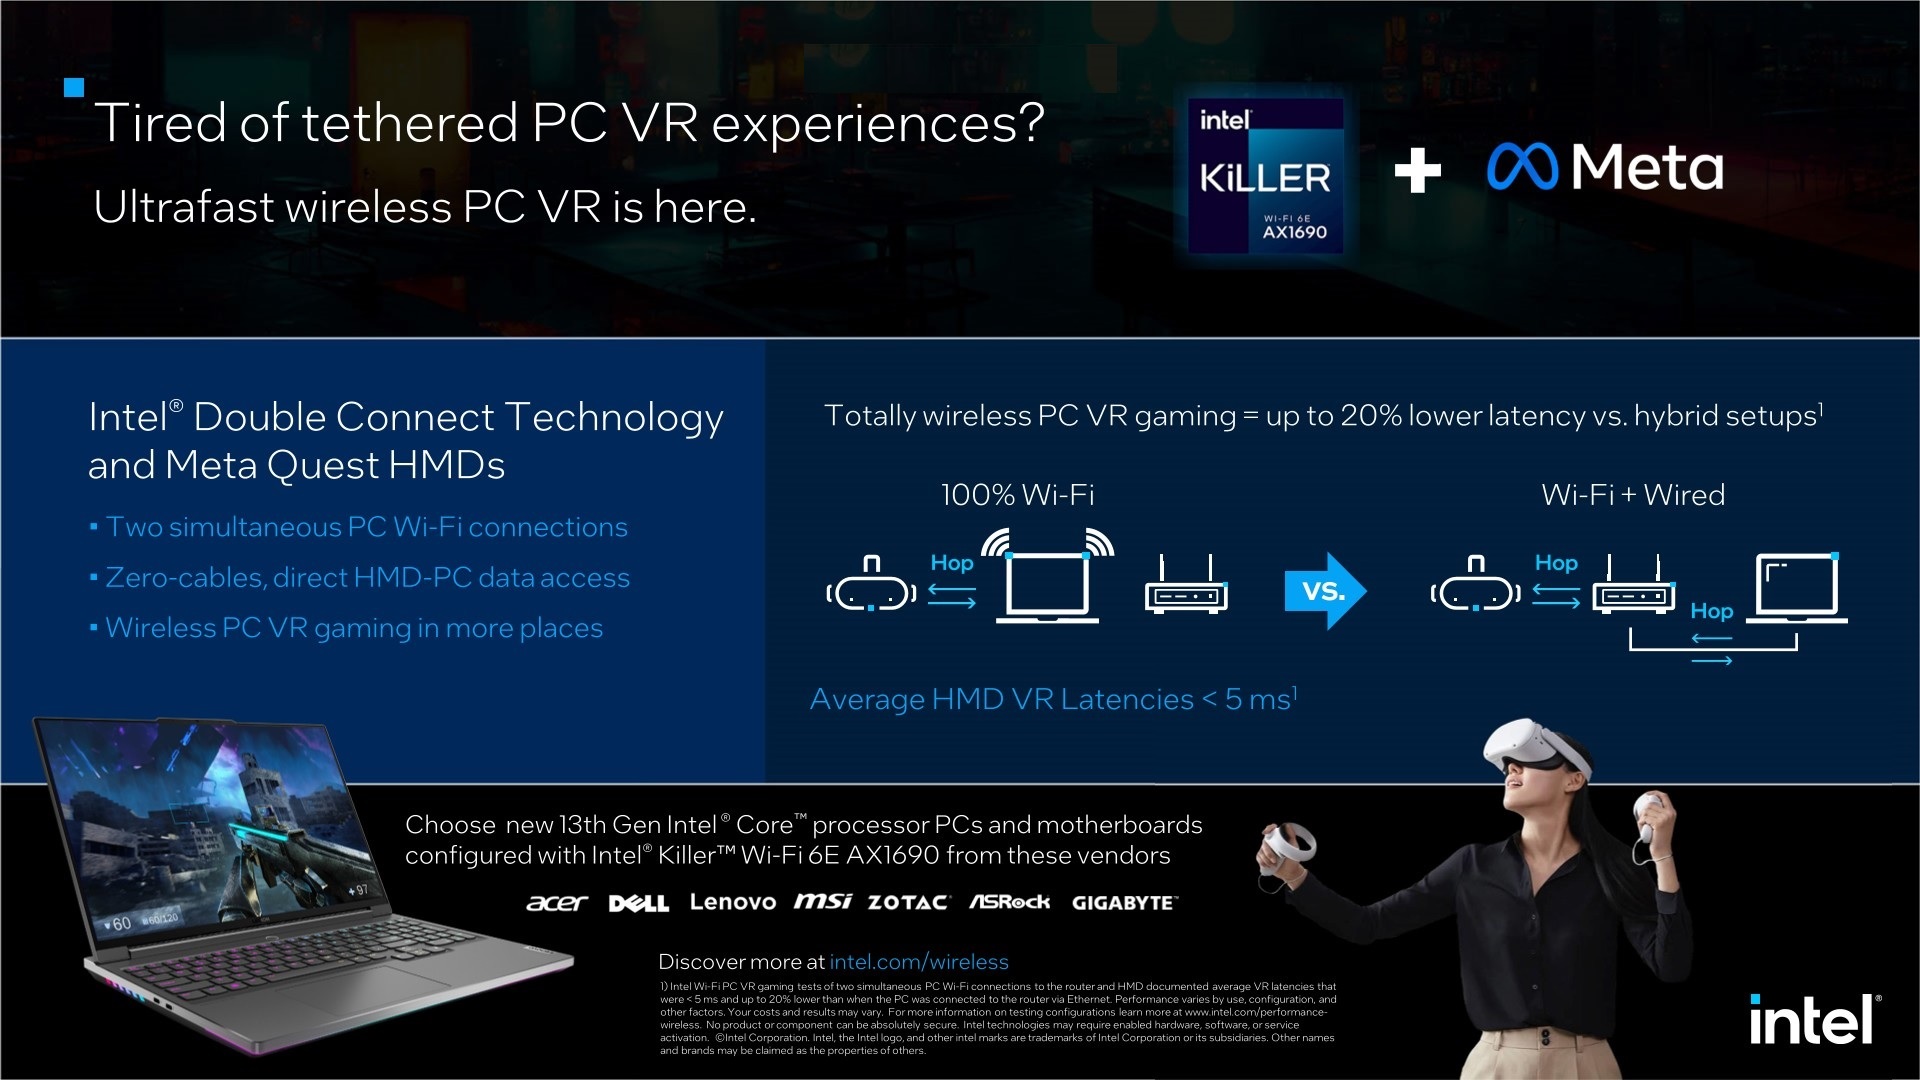 Tired of tethered PC VR experiences?
Ultrafast wireless PC VR is here.
intel
KiLLER
WI-FI 6E
AX1690
Meta
Intel® Double Connect Technology
and Meta Quest HMDs
▪ Two simultaneous PC Wi-Fi connections
▪ Zero-cables, direct HMD-PC data access
▪ Wireless PC VR gaming in more places
Totally wireless PC VR gaming = up to 20% lower latency vs. hybrid setups¹
100% Wi-Fi
Wi-Fi + Wired
Hop
vs.
Hop
Hop
Average HMD VR Latencies < 5 ms¹
+97
60
60/120
Choose new 13th Gen Intel® Core™ processor PCs and motherboards
configured with Intel® Killer™ Wi-Fi 6E AX1690 from these vendors
acer DELL Lenovo msi ZOTAC ASRock GIGABYTE™
Discover more at intel.com/wireless
1) Intel Wi-Fi PC VR gaming tests of two simultaneous PC Wi-Fi connections to the router and HMD documented average VR latencies that
were < 5 ms and up to 20% lower than when the PC was connected to the router via Ethernet. Performance varies by use, configuration, and
other factors. Your costs and results may vary. For more information on testing configurations learn more at www.intel.com/performance-
wireless. No product or component can be absolutely secure. Intel technologies may require enabled hardware, software, or service
activation. ©Intel Corporation. Intel, the Intel logo, and other intel marks are trademarks of Intel Corporation or its subsidiaries. Other names
and brands may be claimed as the properties of others.
intel®